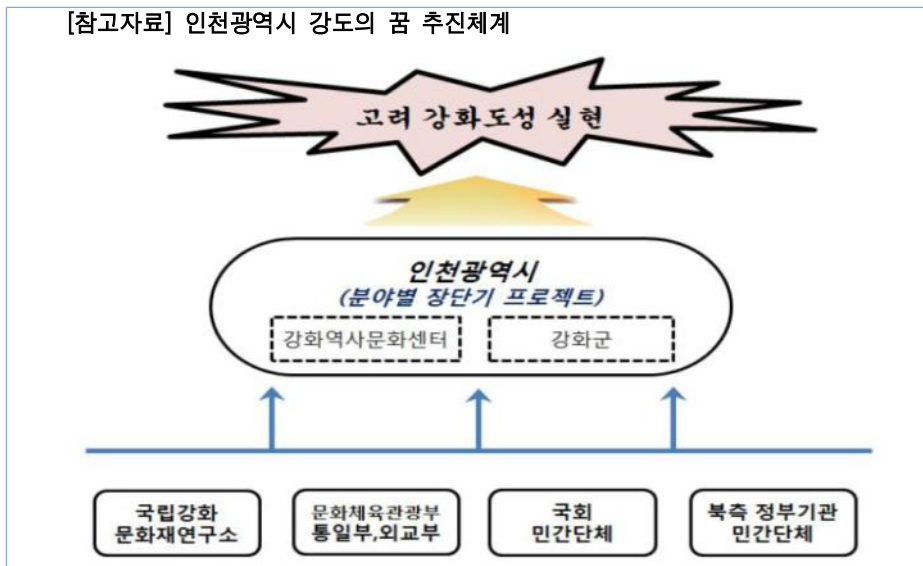 [참고자료] 인천광역시 강도의 꿈 추진체계
고려 강화도성 실현
인천광역시
(분야별 장단기 프로젝트)
강화역사문화센터
강화군
국립강화
문화재연구소
문화체육관광부
통일부,외교부
국회
민간단체
북측 정부기관
민간단체